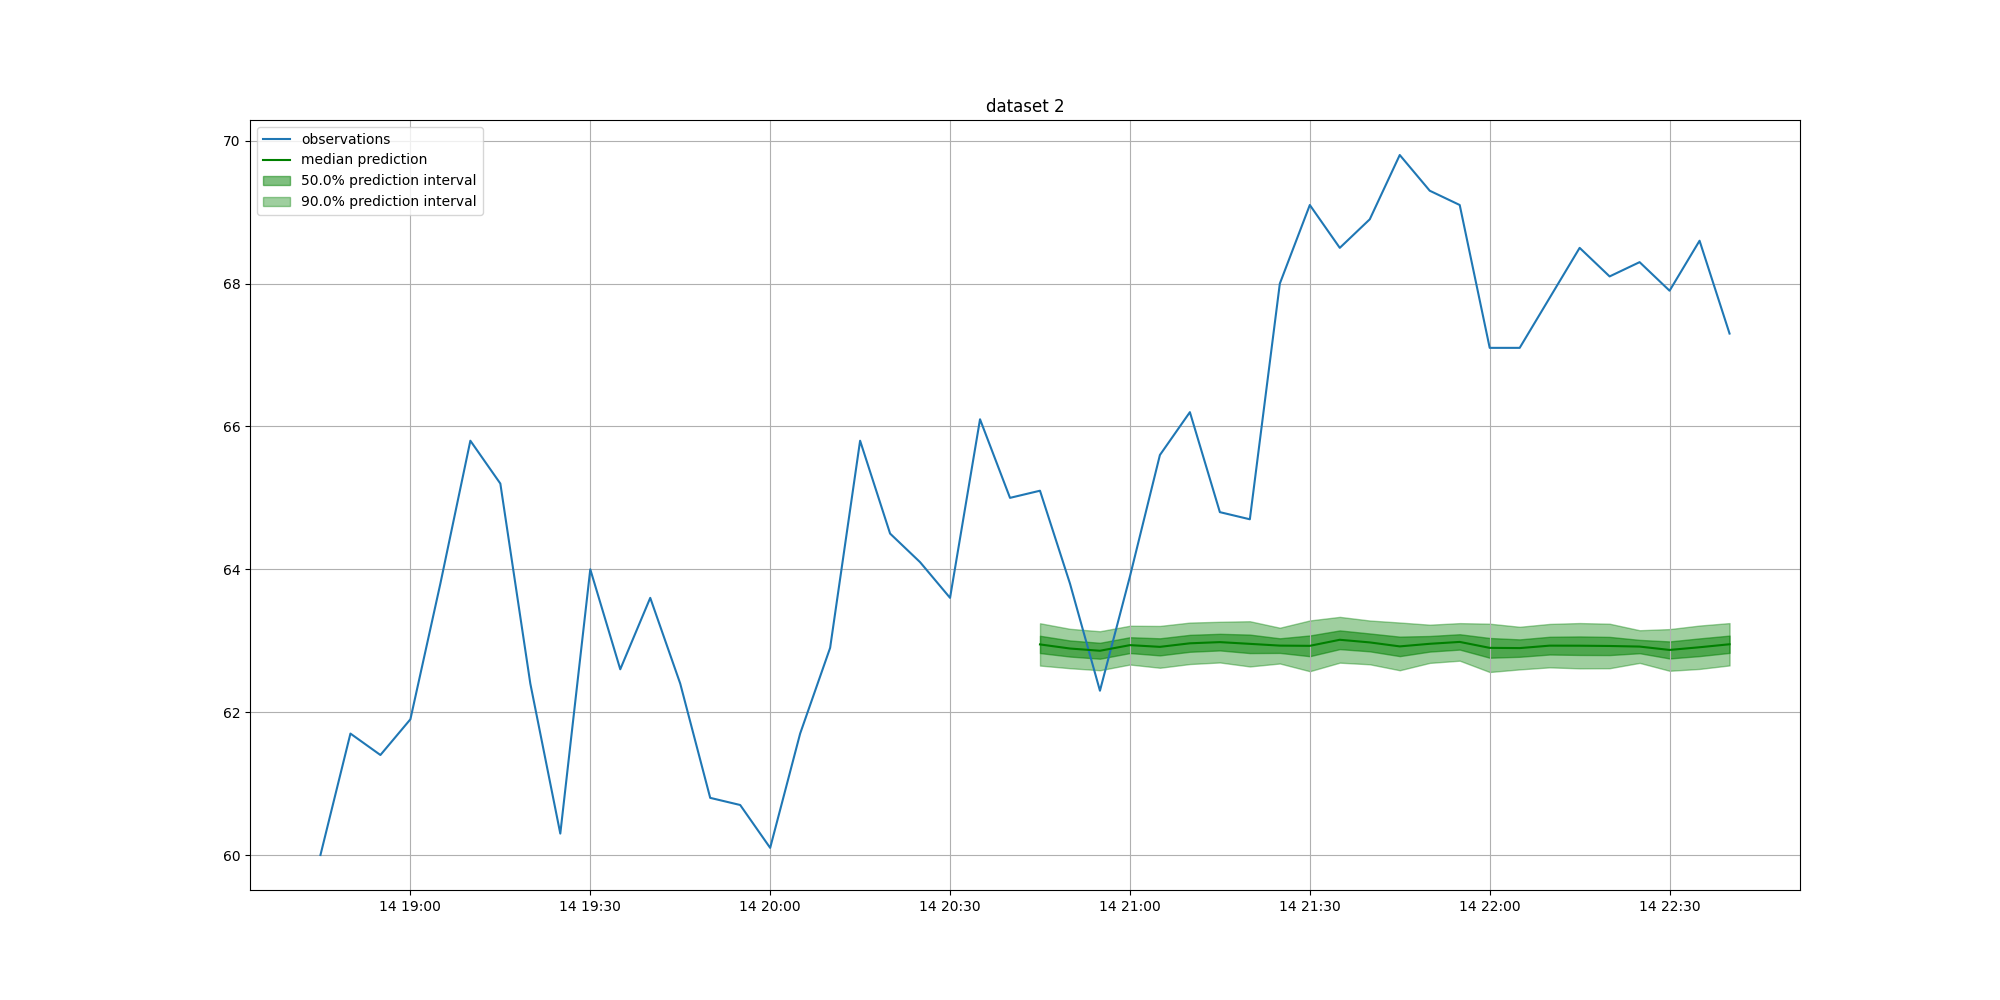 dataset 2
observations
median prediction
50.0% prediction interval
90.0% prediction interval
70
68
66
64
62
60
14 19:00 14 19:30 14 20:00 14 20:30 14 21:00 14 21:30 14 22:00 14 22:30